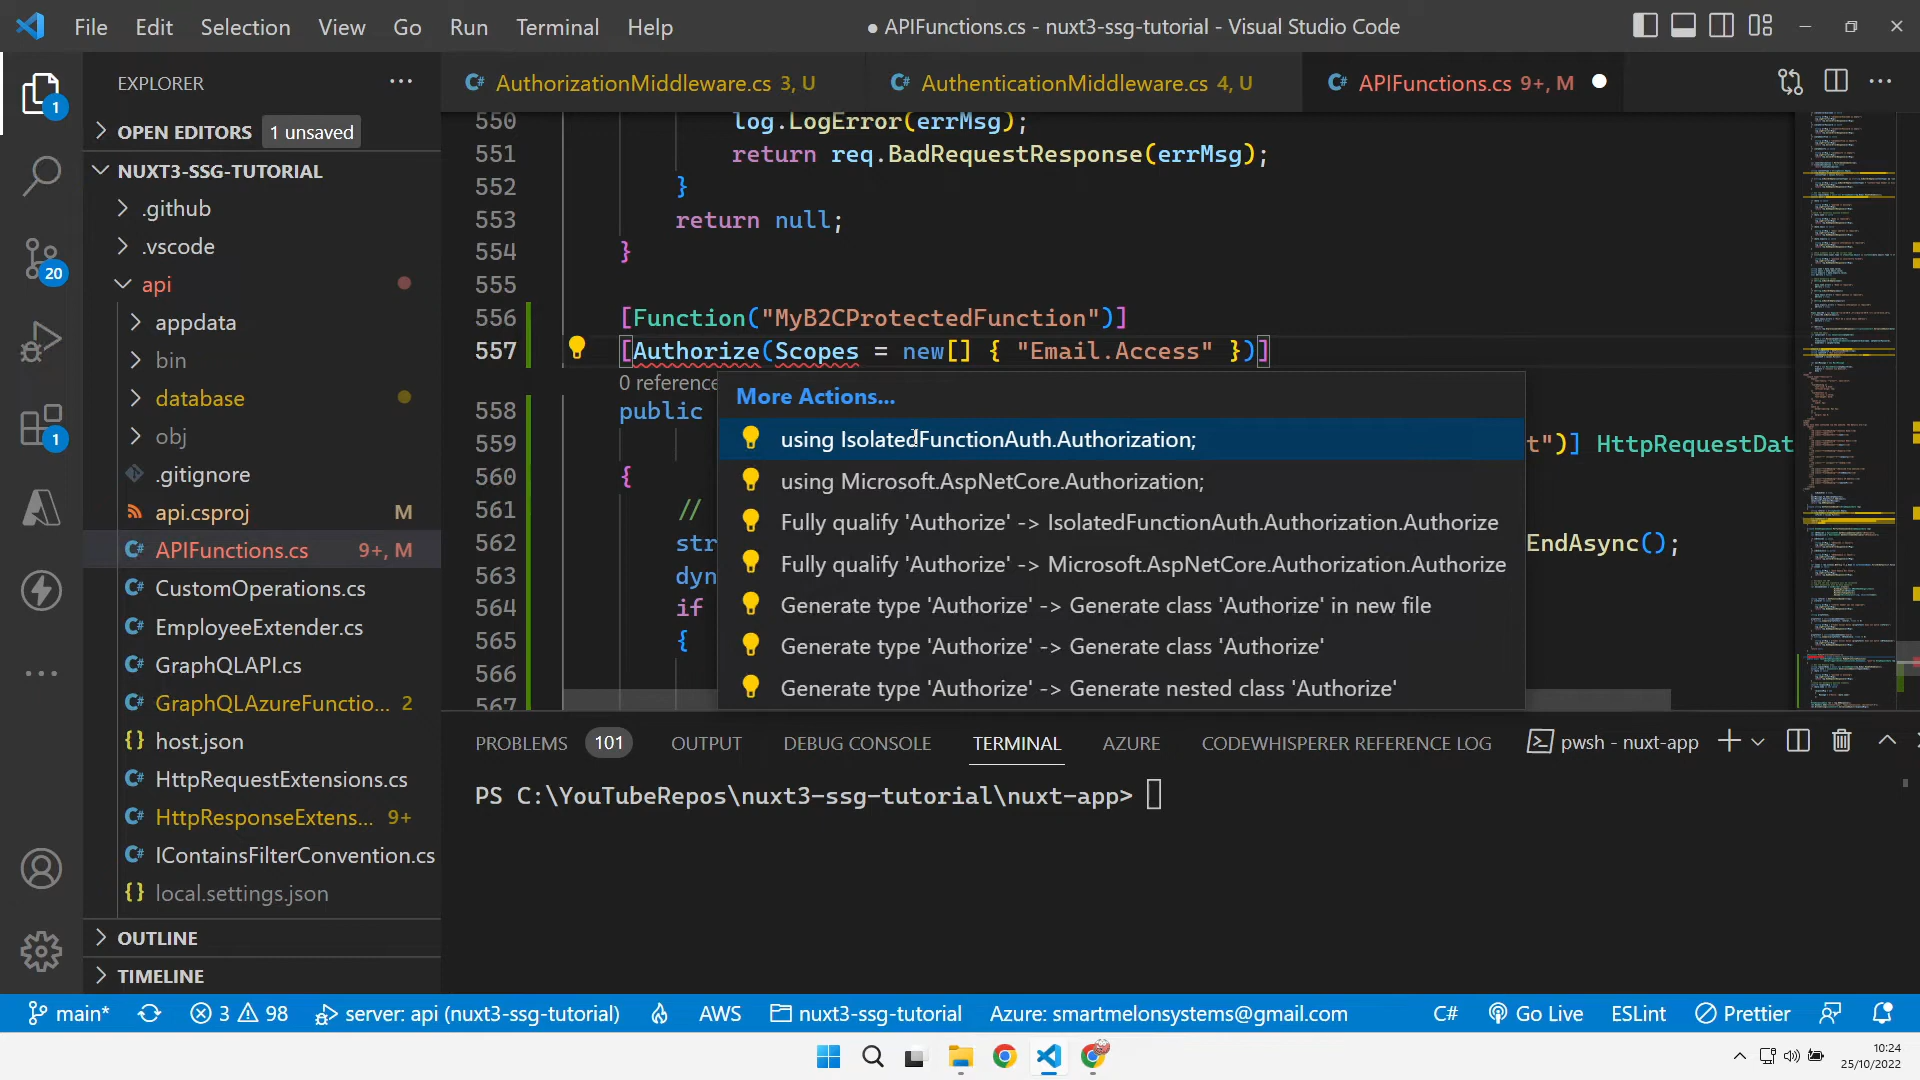 File Edit Selection View Go Run Terminal Help
● APIFunctions.cs - nuxt3-ssg-tutorial - Visual Studio Code
EXPLORER
AuthorizationMiddleware.cs 3, U
AuthenticationMiddleware.cs 4, U
APIFunctions.cs 9+, M
1
OPEN EDITORS 1 unsaved
NUXT3-SSG-TUTORIAL
.github
.vscode
api
appdata
bin
database
obj
.gitignore
api.csproj M
APIFunctions.cs 9+, M
CustomOperations.cs
EmployeeExtender.cs
GraphQLAPI.cs
GraphQLAzureFunctio... 2
host.json
HttpRequestExtensions.cs
HttpResponseExtens... 9+
IContainsFilterConvention.cs
local.settings.json
OUTLINE
TIMELINE
20
1
550 log.LogError(errMsg);
551 return req.BadRequestResponse(errMsg);
552 }
553 return null;
554 }
555
556 [Function("MyB2CProtectedFunction")]
557 [Authorize(Scopes = new[] { "Email.Access" })]
0 reference
558 public
559 t")] HttpRequestDat
560 {
561 //
562 str EndAsync();
563 dyn
564 if
565 {
566
567
More Actions...
using IsolatedFunctionAuth.Authorization;
using Microsoft.AspNetCore.Authorization;
Fully qualify 'Authorize' -> IsolatedFunctionAuth.Authorization.Authorize
Fully qualify 'Authorize' -> Microsoft.AspNetCore.Authorization.Authorize
Generate type 'Authorize' -> Generate class 'Authorize' in new file
Generate type 'Authorize' -> Generate class 'Authorize'
Generate type 'Authorize' -> Generate nested class 'Authorize'
PROBLEMS 101 OUTPUT DEBUG CONSOLE TERMINAL AZURE CODEWHISPERER REFERENCE LOG pwsh - nuxt-app
PS C:\YouTubeRepos\nuxt3-ssg-tutorial\nuxt-app>
main* 3 98 server: api (nuxt3-ssg-tutorial) AWS nuxt3-ssg-tutorial Azure: smartmelonsystems@gmail.com C# Go Live ESLint Prettier
10:24
25/10/2022